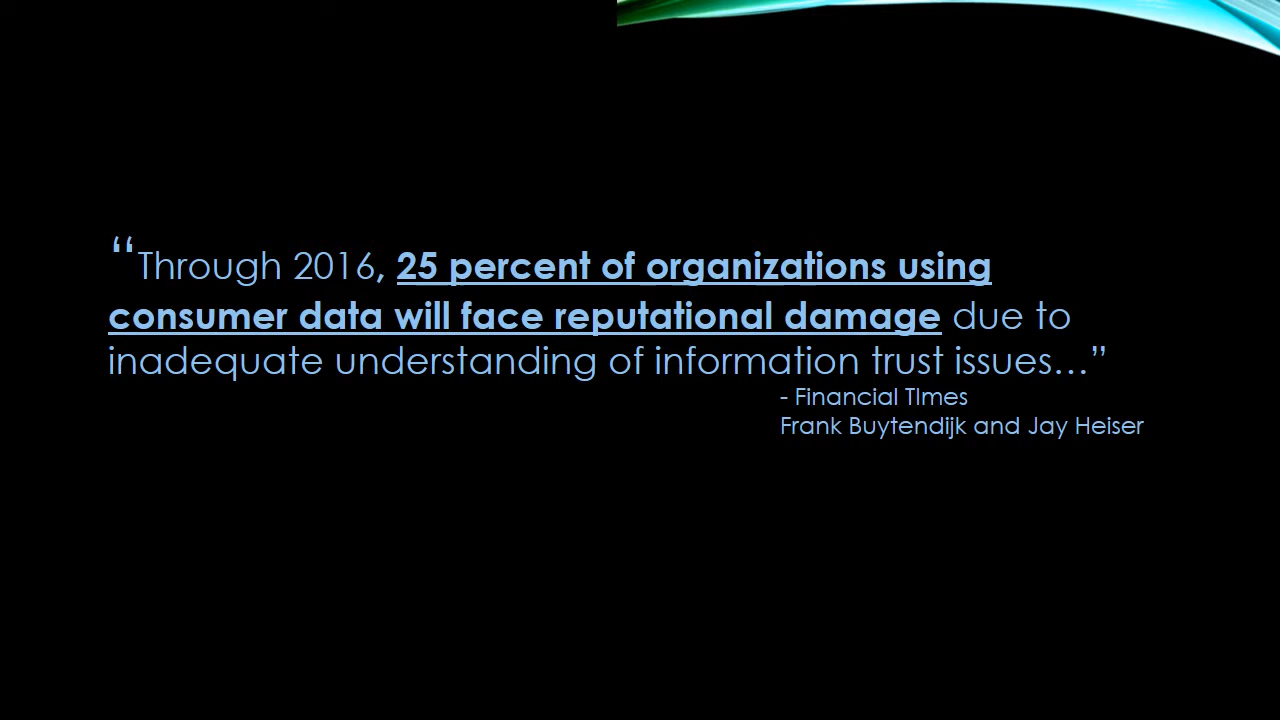 “Through 2016, 25 percent of organizations using
consumer data will face reputational damage due to
inadequate understanding of information trust issues…”
- Financial TImes
Frank Buytendijk and Jay Heiser